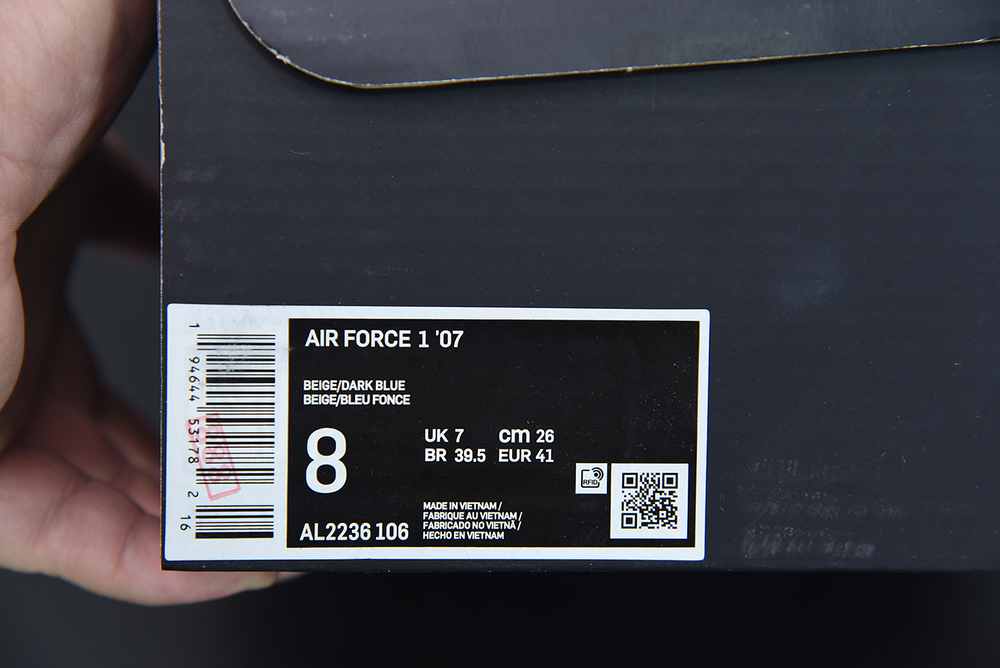 AIR FORCE 1 '07
BEIGE/DARK BLUE
BEIGE/BLEU FONCE
8
UK 7 cm 26
BR 39.5 EUR 41
RFID
AL2236 106
MADE IN VIETNAM /
FABRIQUE AU VIETNAM /
FABRICADO NO VIETNÃ /
HECHO EN VIETNAM
1 94644 53178 2 16